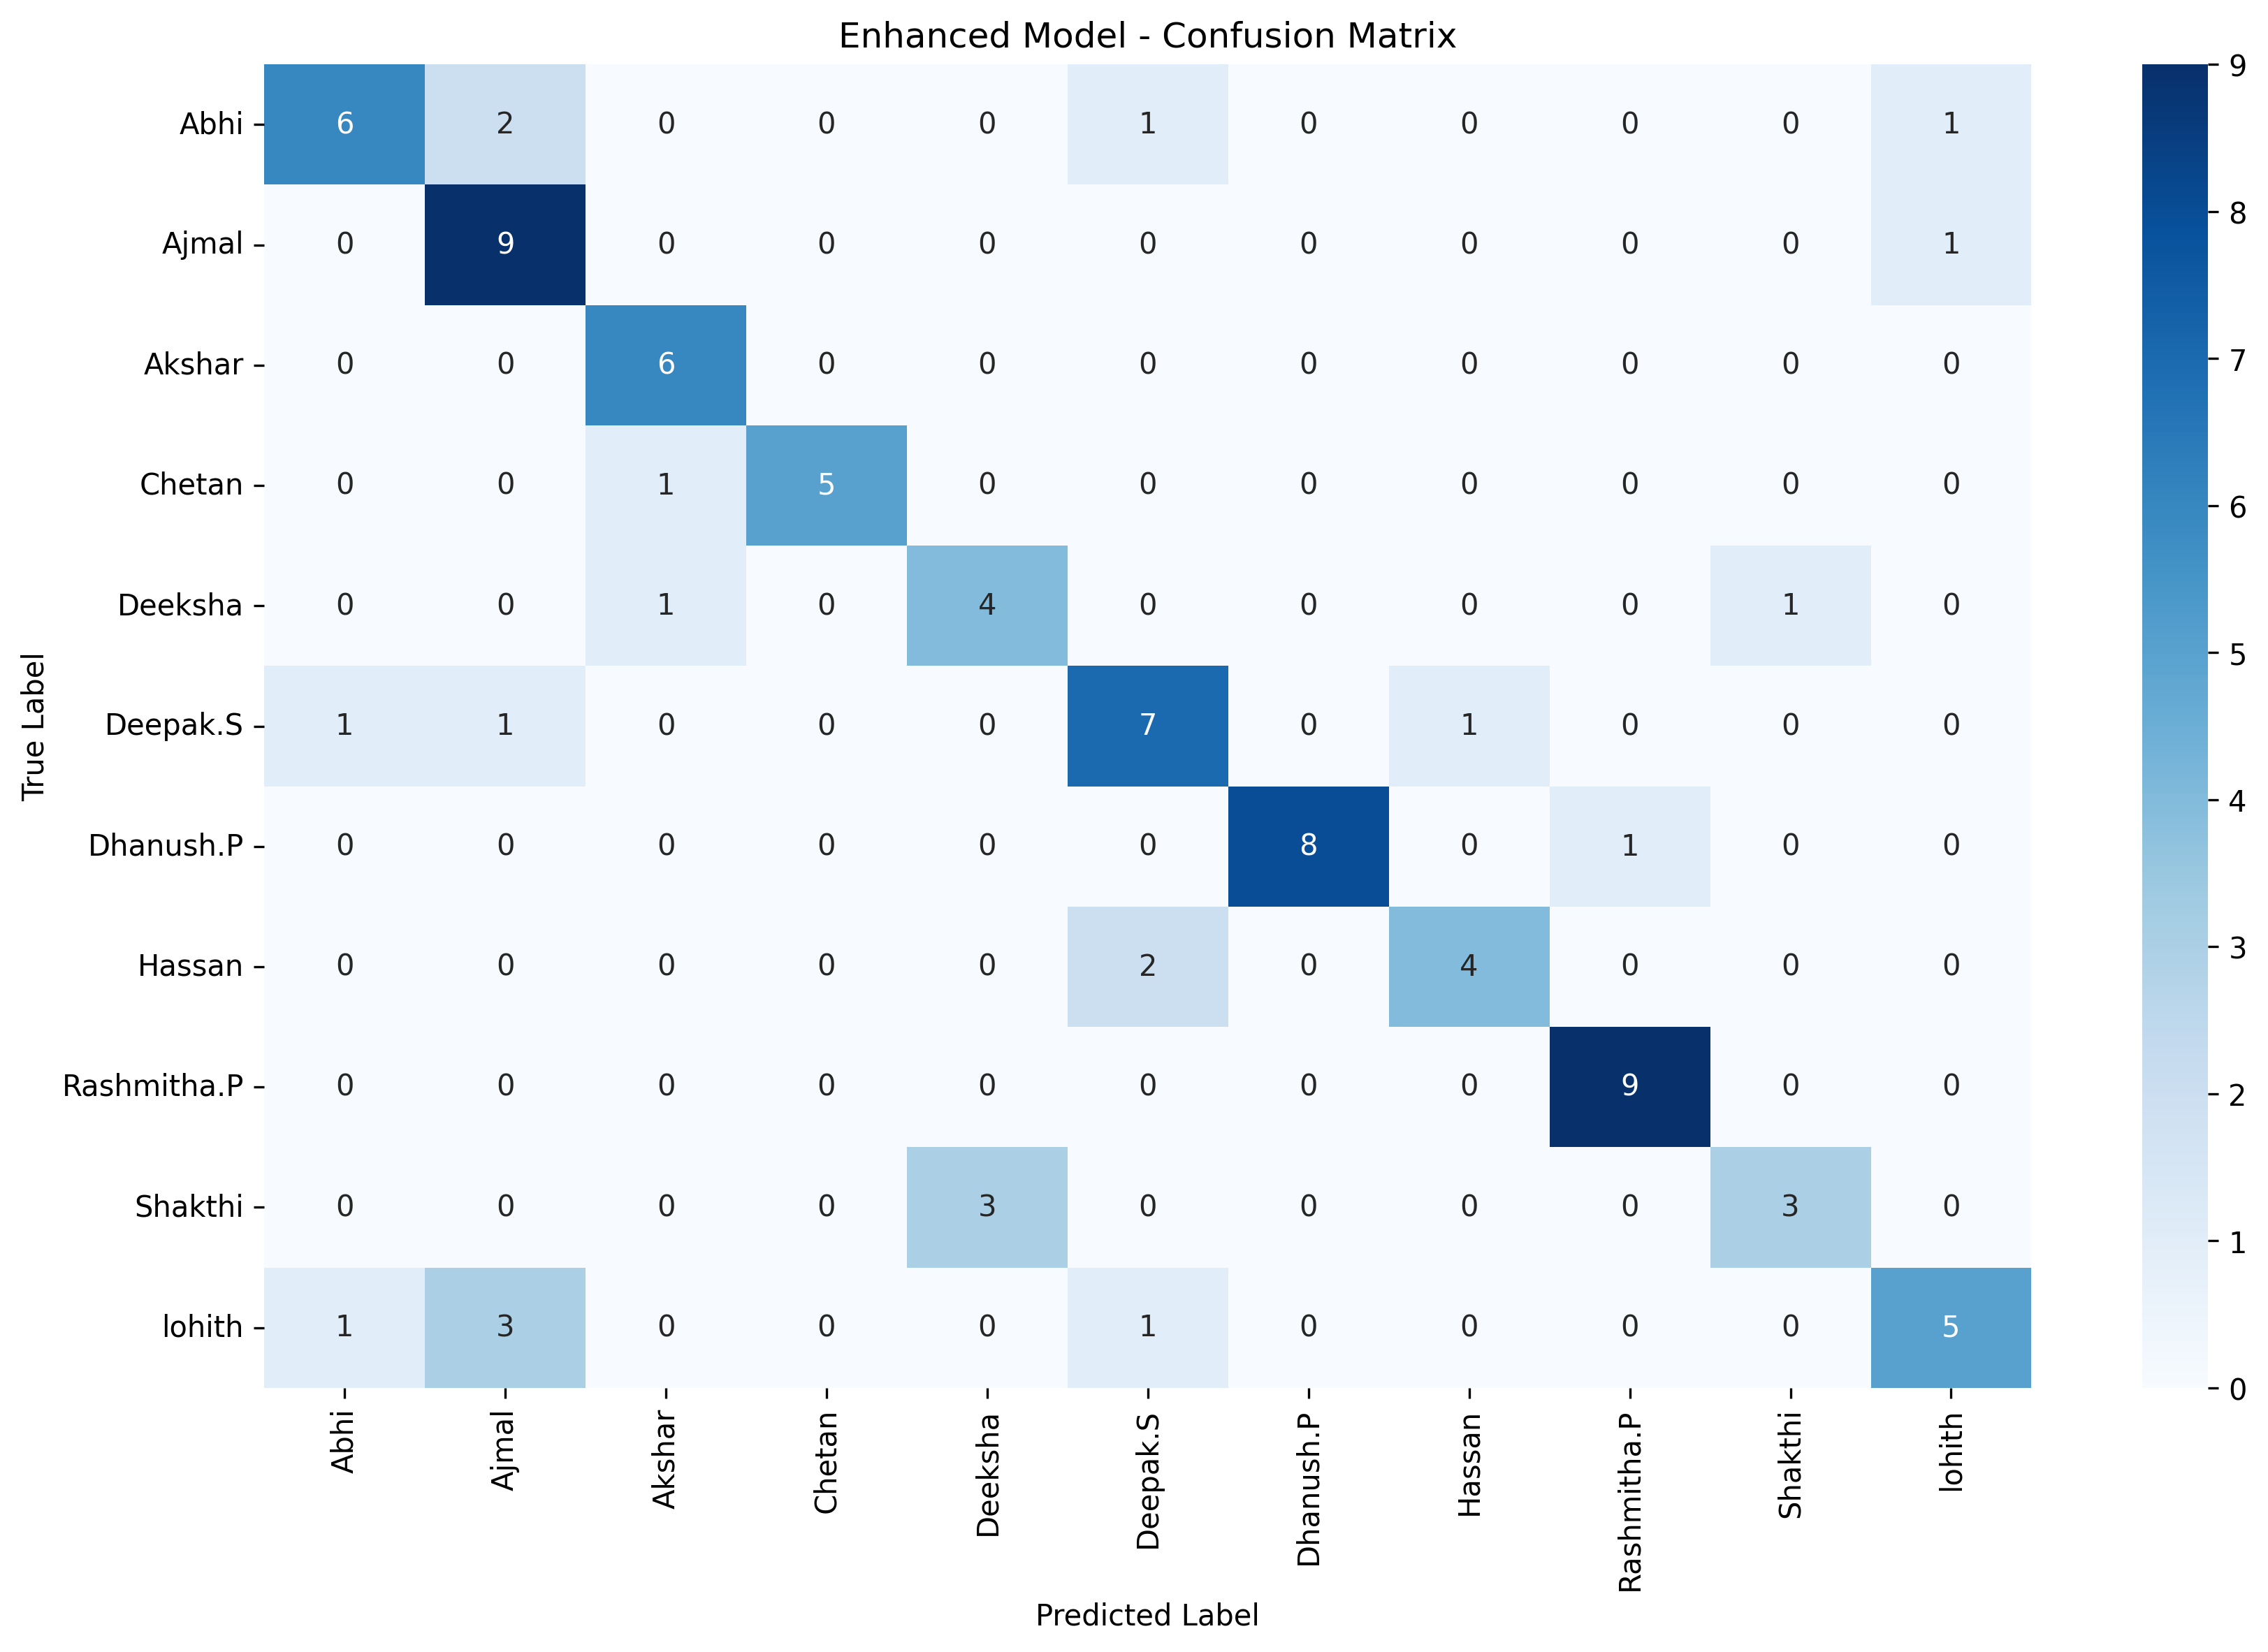 Enhanced Model - Confusion Matrix
Abhi 6 2 0 0 0 1 0 0 0 0 1
Ajmal 0 9 0 0 0 0 0 0 0 0 1
Akshar 0 0 6 0 0 0 0 0 0 0 0
Chetan 0 0 1 5 0 0 0 0 0 0 0
Deeksha 0 0 1 0 4 0 0 0 0 1 0
Deepak.S 1 1 0 0 0 7 0 1 0 0 0
Dhanush.P 0 0 0 0 0 0 8 0 1 0 0
Hassan 0 0 0 0 0 2 0 4 0 0 0
Rashmitha.P 0 0 0 0 0 0 0 0 9 0 0
Shakthi 0 0 0 0 3 0 0 0 0 3 0
lohith 1 3 0 0 0 1 0 0 0 0 5
True Label
Abhi Ajmal Akshar Chetan Deeksha Deepak.S Dhanush.P Hassan Rashmitha.P Shakthi lohith
Predicted Label
9
8
7
6
5
4
3
2
1
0